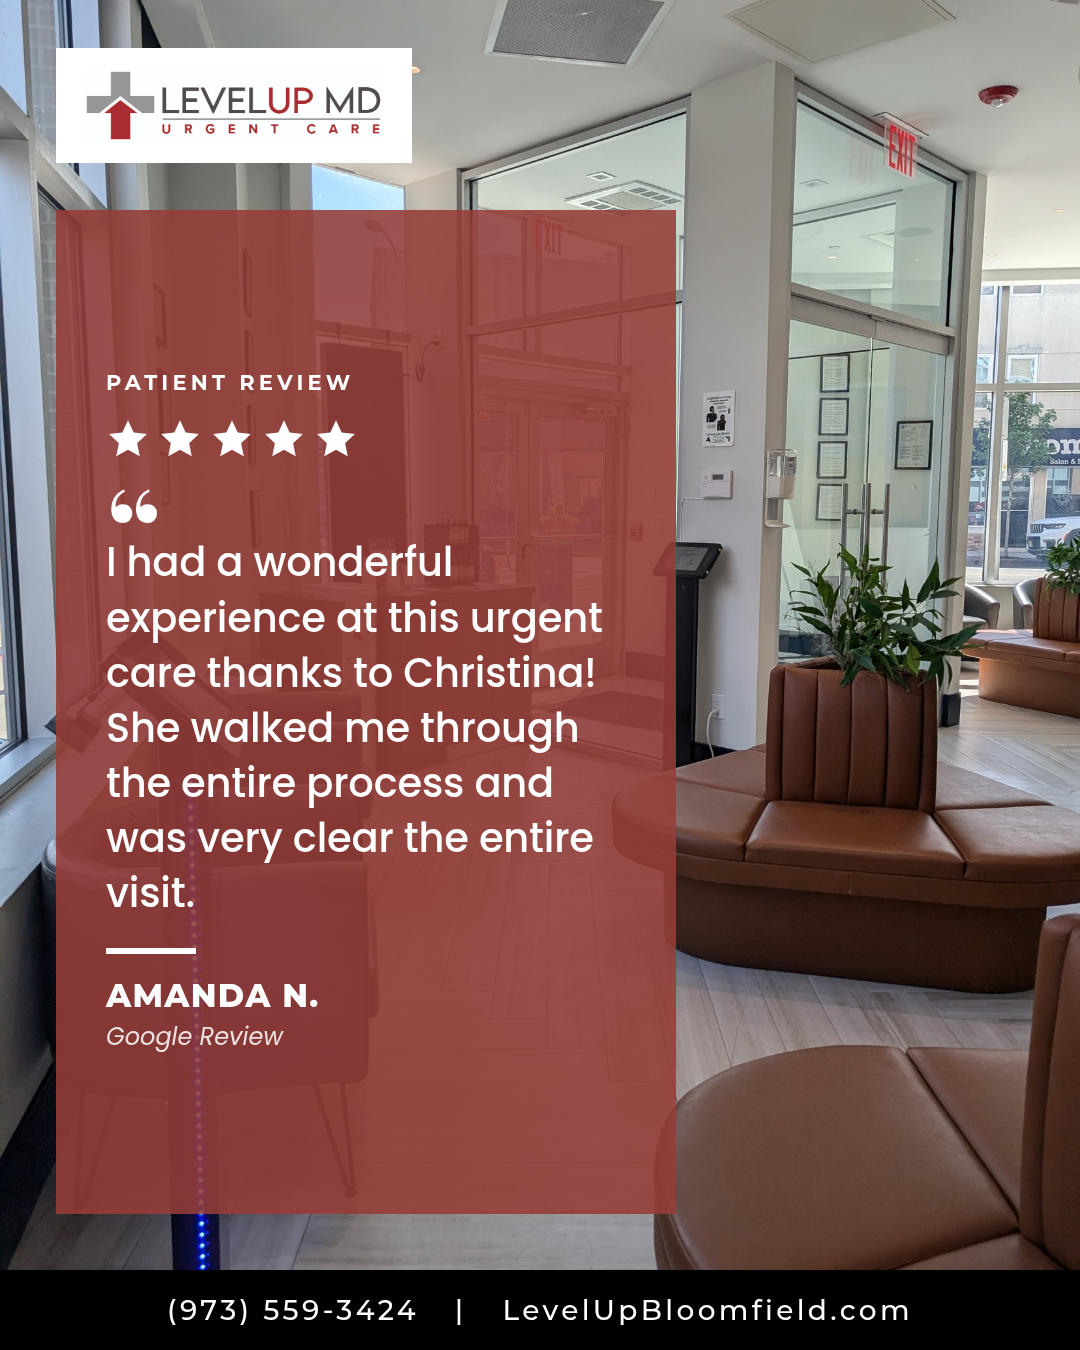 LEVELUP MD
URGENT CARE
EXIT
EXIT
PATIENT REVIEW
“
I had a wonderful
experience at this urgent
care thanks to Christina!
She walked me through
the entire process and
was very clear the entire
visit.
AMANDA N.
Google Review
(973) 559-3424 | LevelUpBloomfield.com